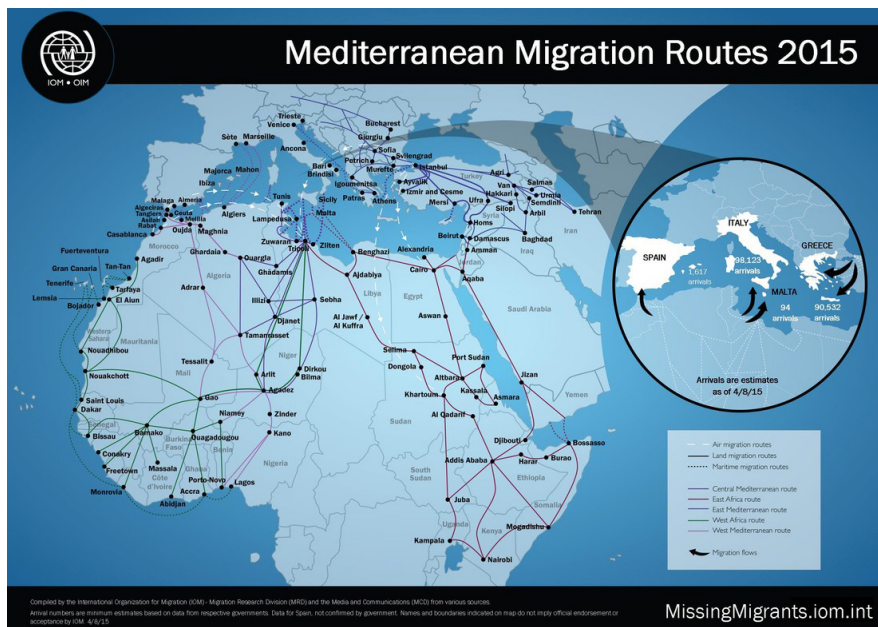 IOM • OIM
Mediterranean Migration Routes 2015
Trieste
Venice
Bucharest
Giurgiu
Sète
Marseille
Ancona
Sofia
Svilengrad
Petrich
Istanbul
Bari
Murefte
Brindisi
Agri
Majorca
Mahon
Turkey
Salmas
Ibiza
Igoumenitsa
Ayvalik
Van
Urmia
Izmir and Cesme
Hakkari
Semdinli
Patras
Athens
Mersi
Ufra
Silopi
Malaga
Almeria
Tunis
Sicily
Arbil
Tehran
Algeciras
Tangiers
Ceuta
Algiers
Lampedusa
Malta
Syria
Homs
Asilah
Melilla
Rabat
Oujda
Maghnia
Beirut
Damascus
Baghdad
Iran
Casablanca
Zuwaran
Tripoli
Zilten
Benghazi
Alexandria
Amman
Iraq
Morocco
Ghardaia
Ouargla
Jordan
Fuerteventura
Agadir
Cairo
Aqaba
Gran Canaria
Tan-Tan
Ghádams
Ajdabiya
Tenerife
Algeria
Libya
Egypt
Tarfaya
Adrar
Lemsia
El Alun
Illizi
Sebha
Saudi Arabia
Bojador
Djanet
Al Jawf /
Al Kuffra
Aswan
Western
Sahara
Mauritania
Tamamasset
Nouadhibou
Niger
Selima
Port Sudan
Tessalit
Mali
Dirkou
Bilma
Dongola
Nouakchott
Arlit
Altbara
Jizan
Agadez
Kassala
Khartoum
Asmara
Yemen
Saint Louis
Gao
Dakar
Zinder
Al Qadarif
Niamey
Senegal
Sudan
Bissau
Bamako
Burkina
Faso
Ouagadougou
Kano
Djibouti
Bossasso
Benin
Conakry
Addis Ababa
Harar
Burao
Massala
Ghana
Nigeria
South
Sudan
Ethiopia
Freetown
Côte
d'Ivoire
Porto-Novo
Lagos
Monrovia
Accra
Juba
Somalia
Abidjan
Uganda
Kenya
Mogadishu
Kampala
Nairobi
ITALY
SPAIN
98,123
arrivals
GREECE
1,617
arrivals
MALTA
94
arrivals
90,532
arrivals
Arrivals are estimates
as of 4/8/15
Air migration routes
Land migration routes
Maritime migration routes
Central Mediterranean route
East Africa route
East Mediterranean route
West Africa route
West Mediterranean route
Migration flows
Compiled by the International Organization for Migration (IOM) - Migration Research Division (MRD) and the Media and Communications (MCD) from various sources
Arrival numbers are minimum estimates based on data from respective governments. Data for Spain, not confirmed by government. Names and boundaries indicated on map do not imply official endorsement or
acceptance by IOM 4/8/15
MissingMigrants.iom.int